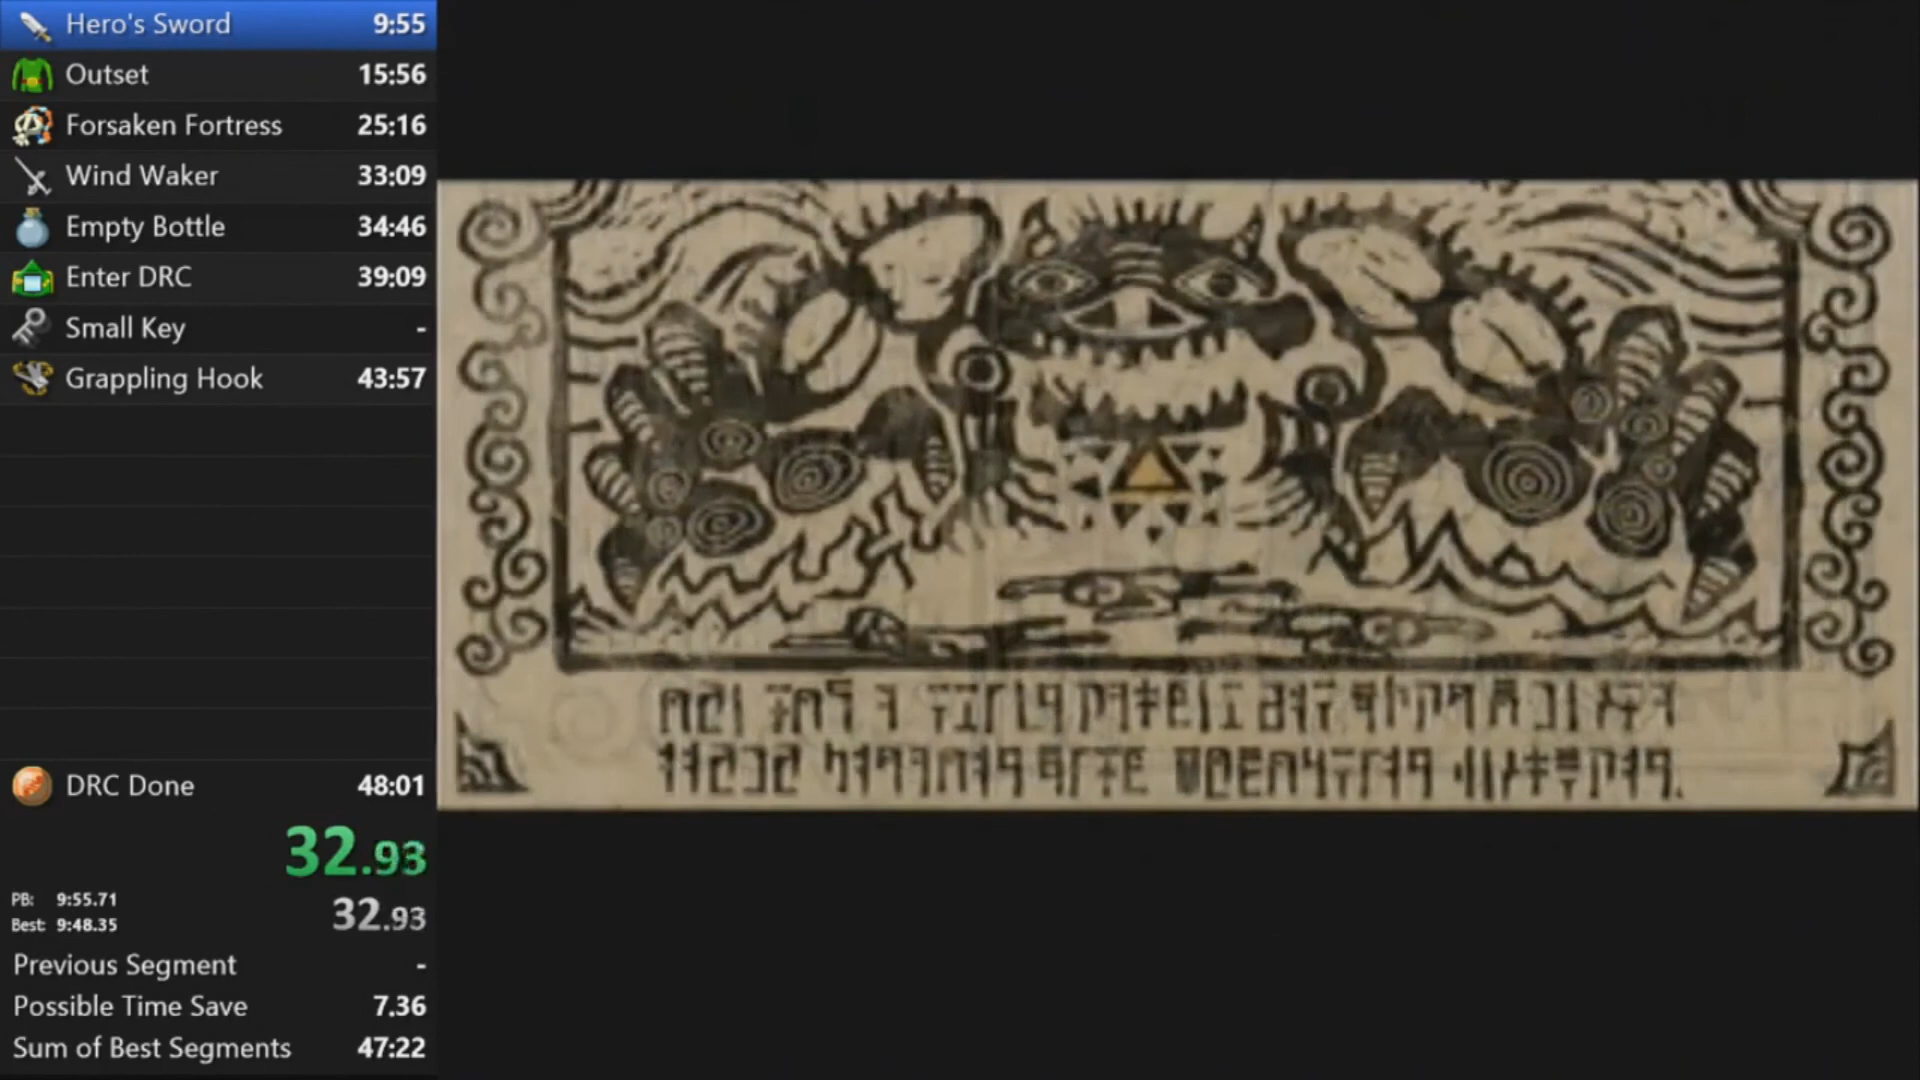 Hero's Sword 9:55
Outset 15:56
Forsaken Fortress 25:16
Wind Waker 33:09
Empty Bottle 34:46
Enter DRC 39:09
Small Key -
Grappling Hook 43:57
DRC Done 48:01
32.93
PB: 9:55.71
Best: 9:48.35
32.93
Previous Segment -
Possible Time Save 7.36
Sum of Best Segments 47:22